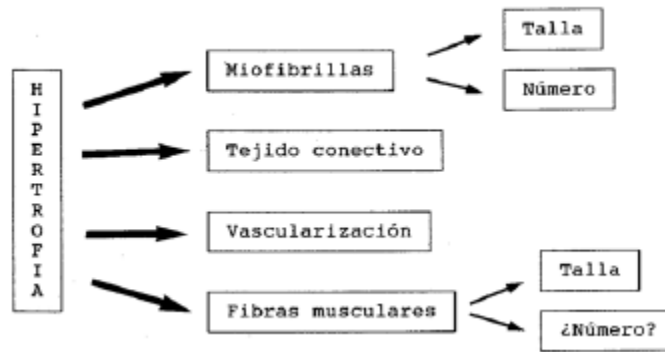 HIPERTROFIA
Miofibrillas
Talla
Número
Tejido conectivo
Vascularización
Fibras musculares
Talla
¿Número?